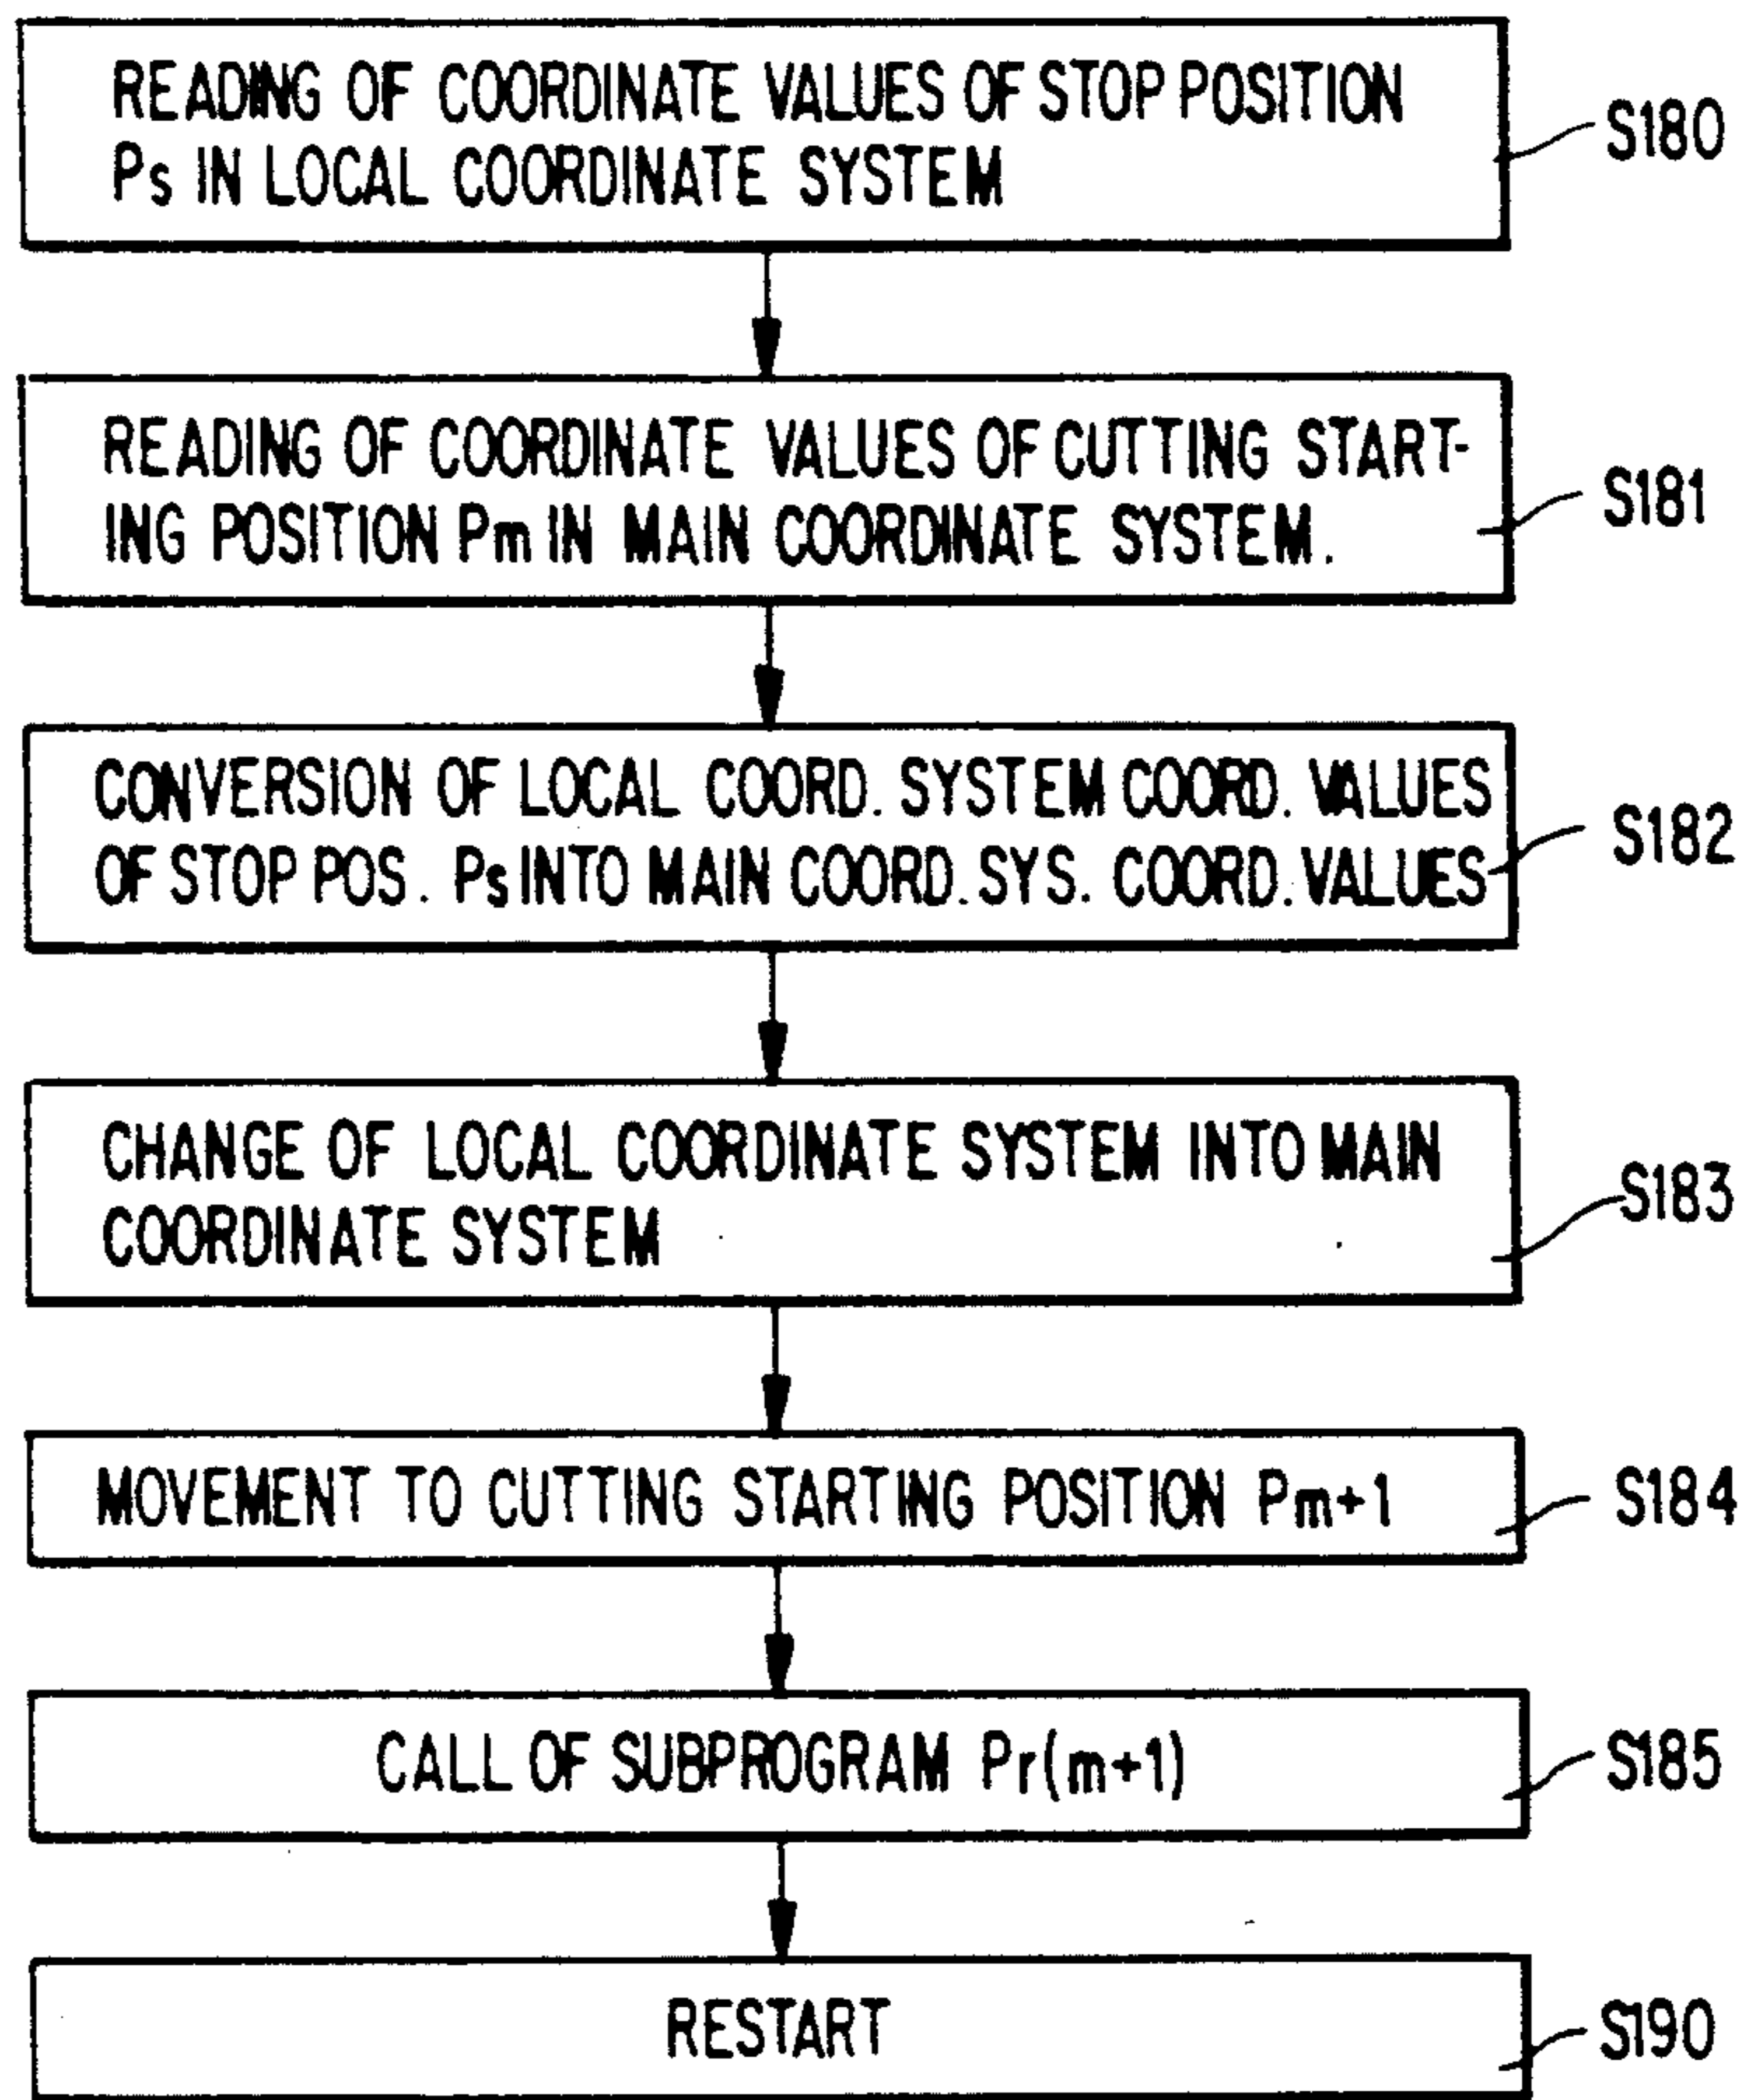 READING OF COORDINATE VALUES OF STOP POSITION
Ps IN LOCAL COORDINATE SYSTEM
S180
READING OF COORDINATE VALUES OF CUTTING START-
ING POSITION Pm IN MAIN COORDINATE SYSTEM.
S181
CONVERSION OF LOCAL COORD. SYSTEM COORD. VALUES
OF STOP POS. Ps INTO MAIN COORD. SYS. COORD. VALUES
S182
CHANGE OF LOCAL COORDINATE SYSTEM INTO MAIN
COORDINATE SYSTEM
S183
MOVEMENT TO CUTTING STARTING POSITION Pm+1
S184
CALL OF SUBPROGRAM Pr(m+1)
S185
RESTART
S190